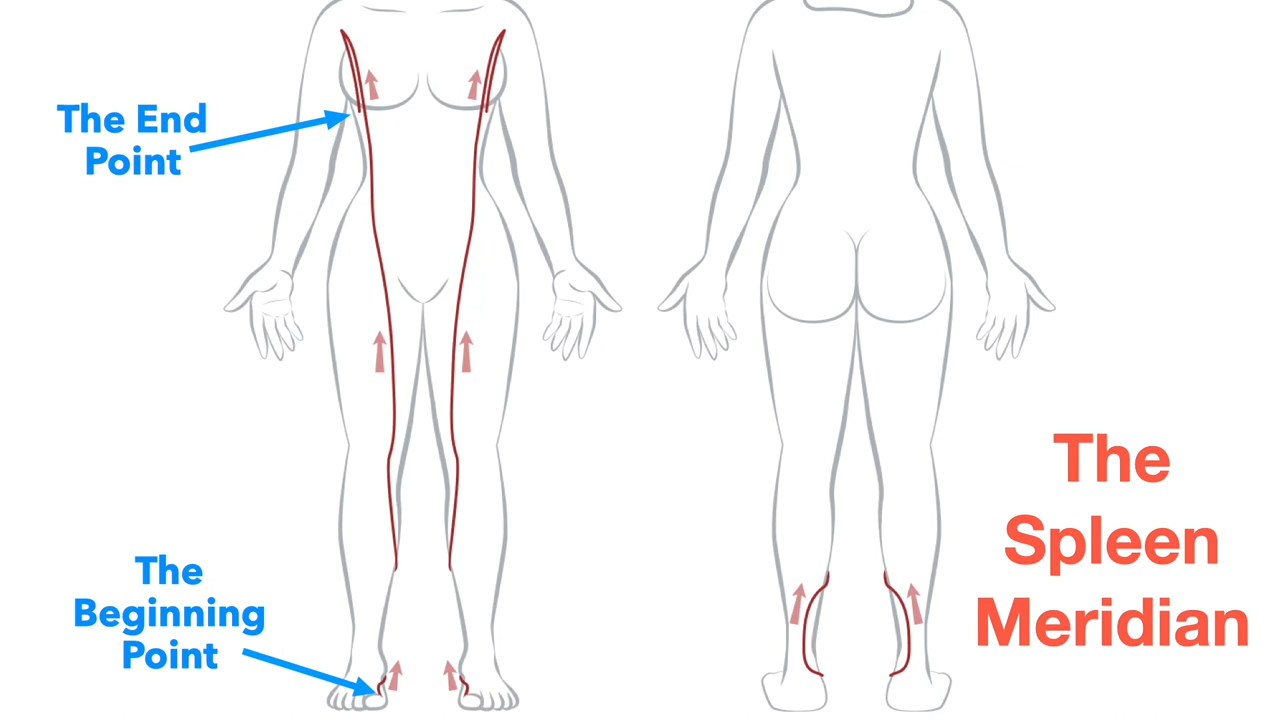 The End
Point
The
Beginning
Point
The
Spleen
Meridian